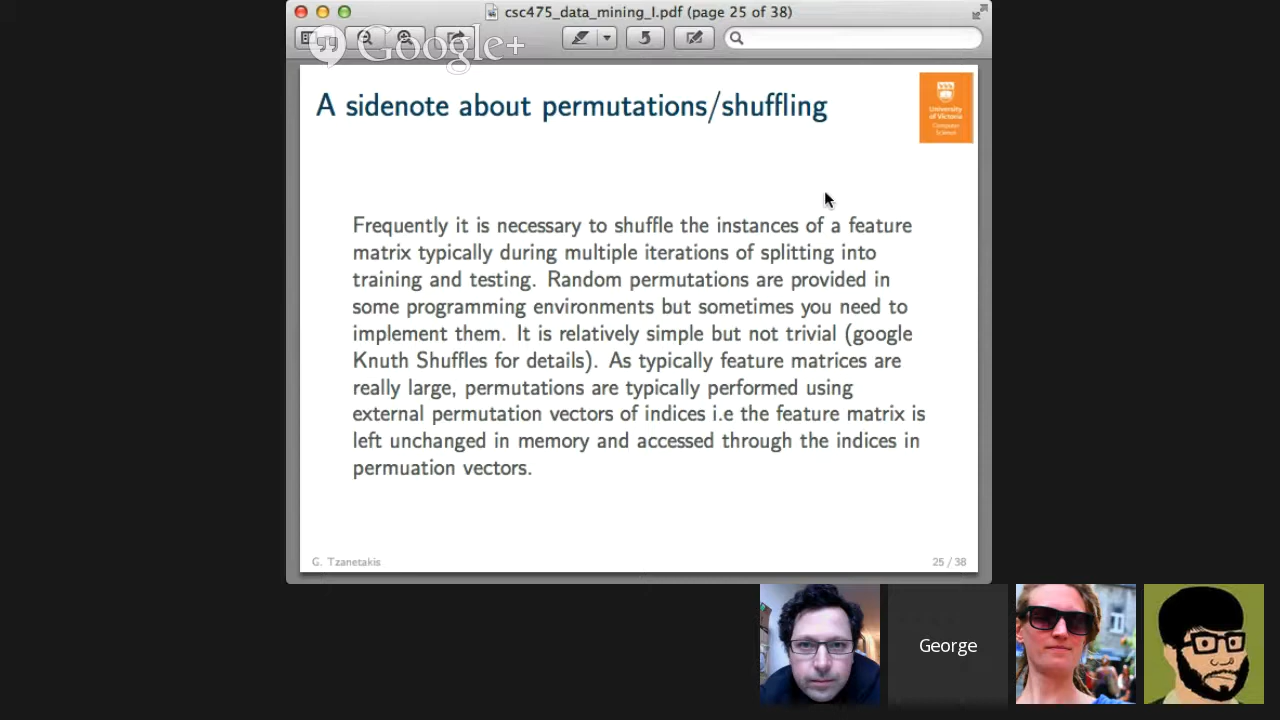 csc475_data_mining_I.pdf (page 25 of 38)
Google+
A sidenote about permutations/shuffling
University
of Victoria
Computer
Science
Frequently it is necessary to shuffle the instances of a feature
matrix typically during multiple iterations of splitting into
training and testing. Random permutations are provided in
some programming environments but sometimes you need to
implement them. It is relatively simple but not trivial (google
Knuth Shuffles for details). As typically feature matrices are
really large, permutations are typically performed using
external permutation vectors of indices i.e the feature matrix is
left unchanged in memory and accessed through the indices in
permuation vectors.
G. Tzanetakis
25 / 38
George